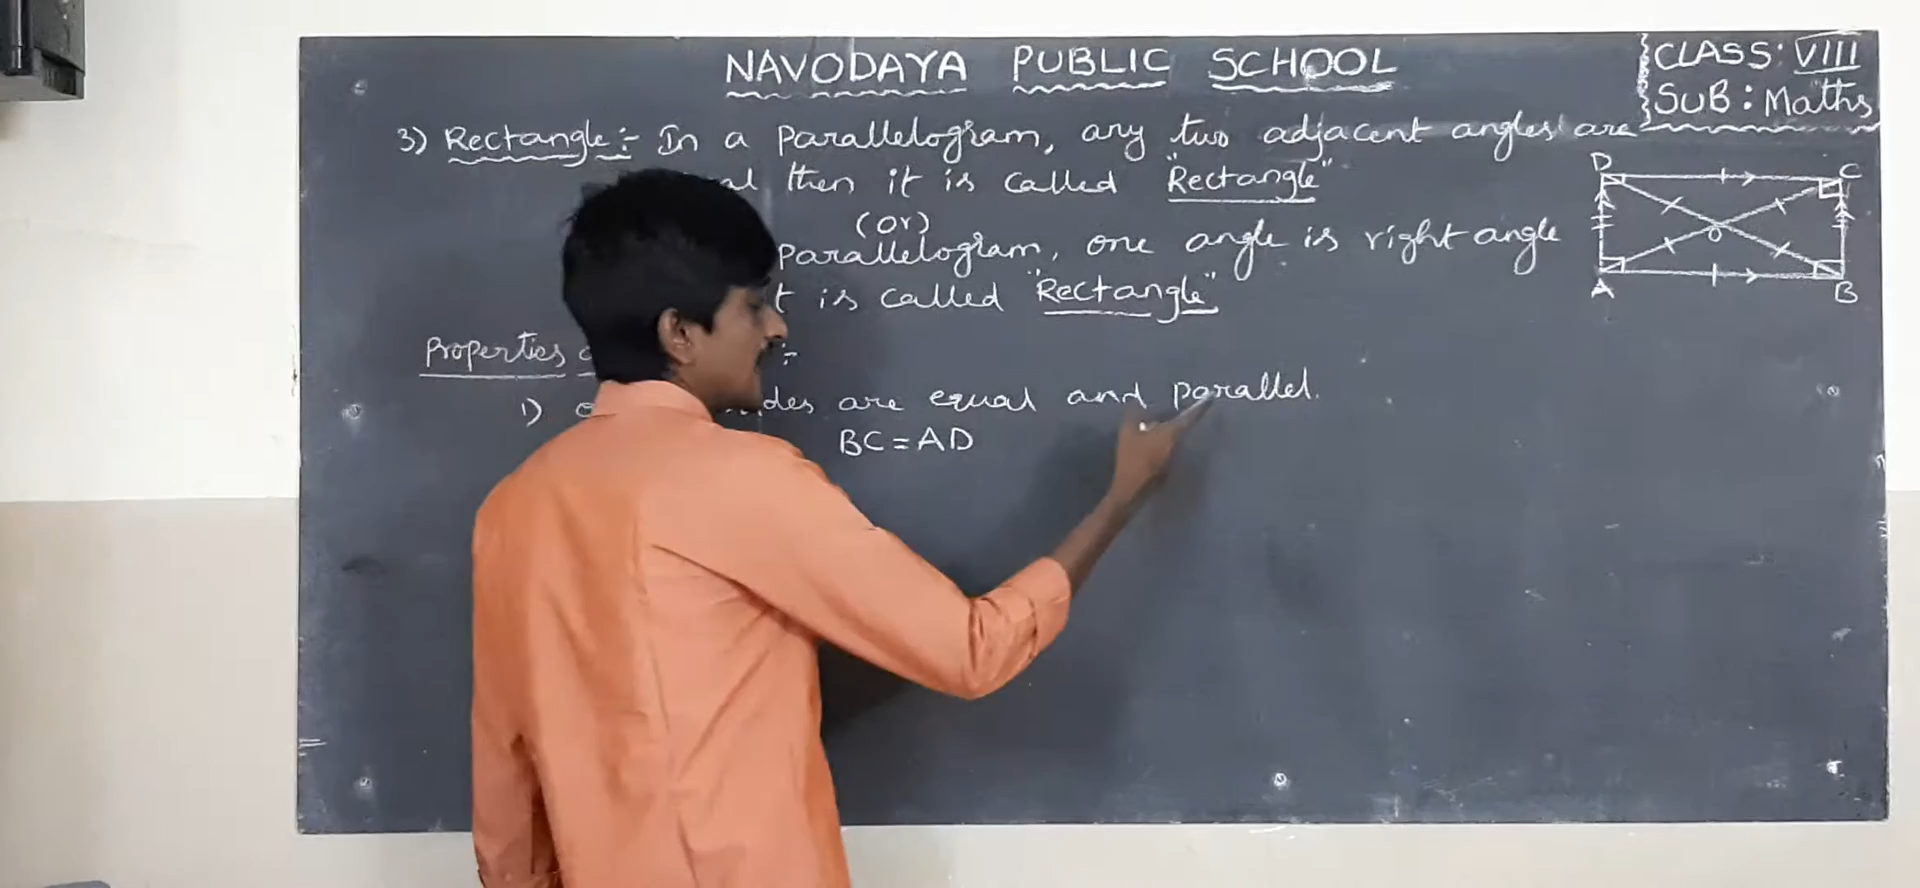 NAVODAYA PUBLIC SCHOOL
CLASS: VIII
SUB: Maths
3) Rectangle :- In a parallelogram, any two adjacent angles are
then it is called "Rectangle"
(or)
parallelogram, one angle is right angle
it is called "Rectangle"
Properties :-
1) are equal and parallel.
BC = AD
D C
O
A B